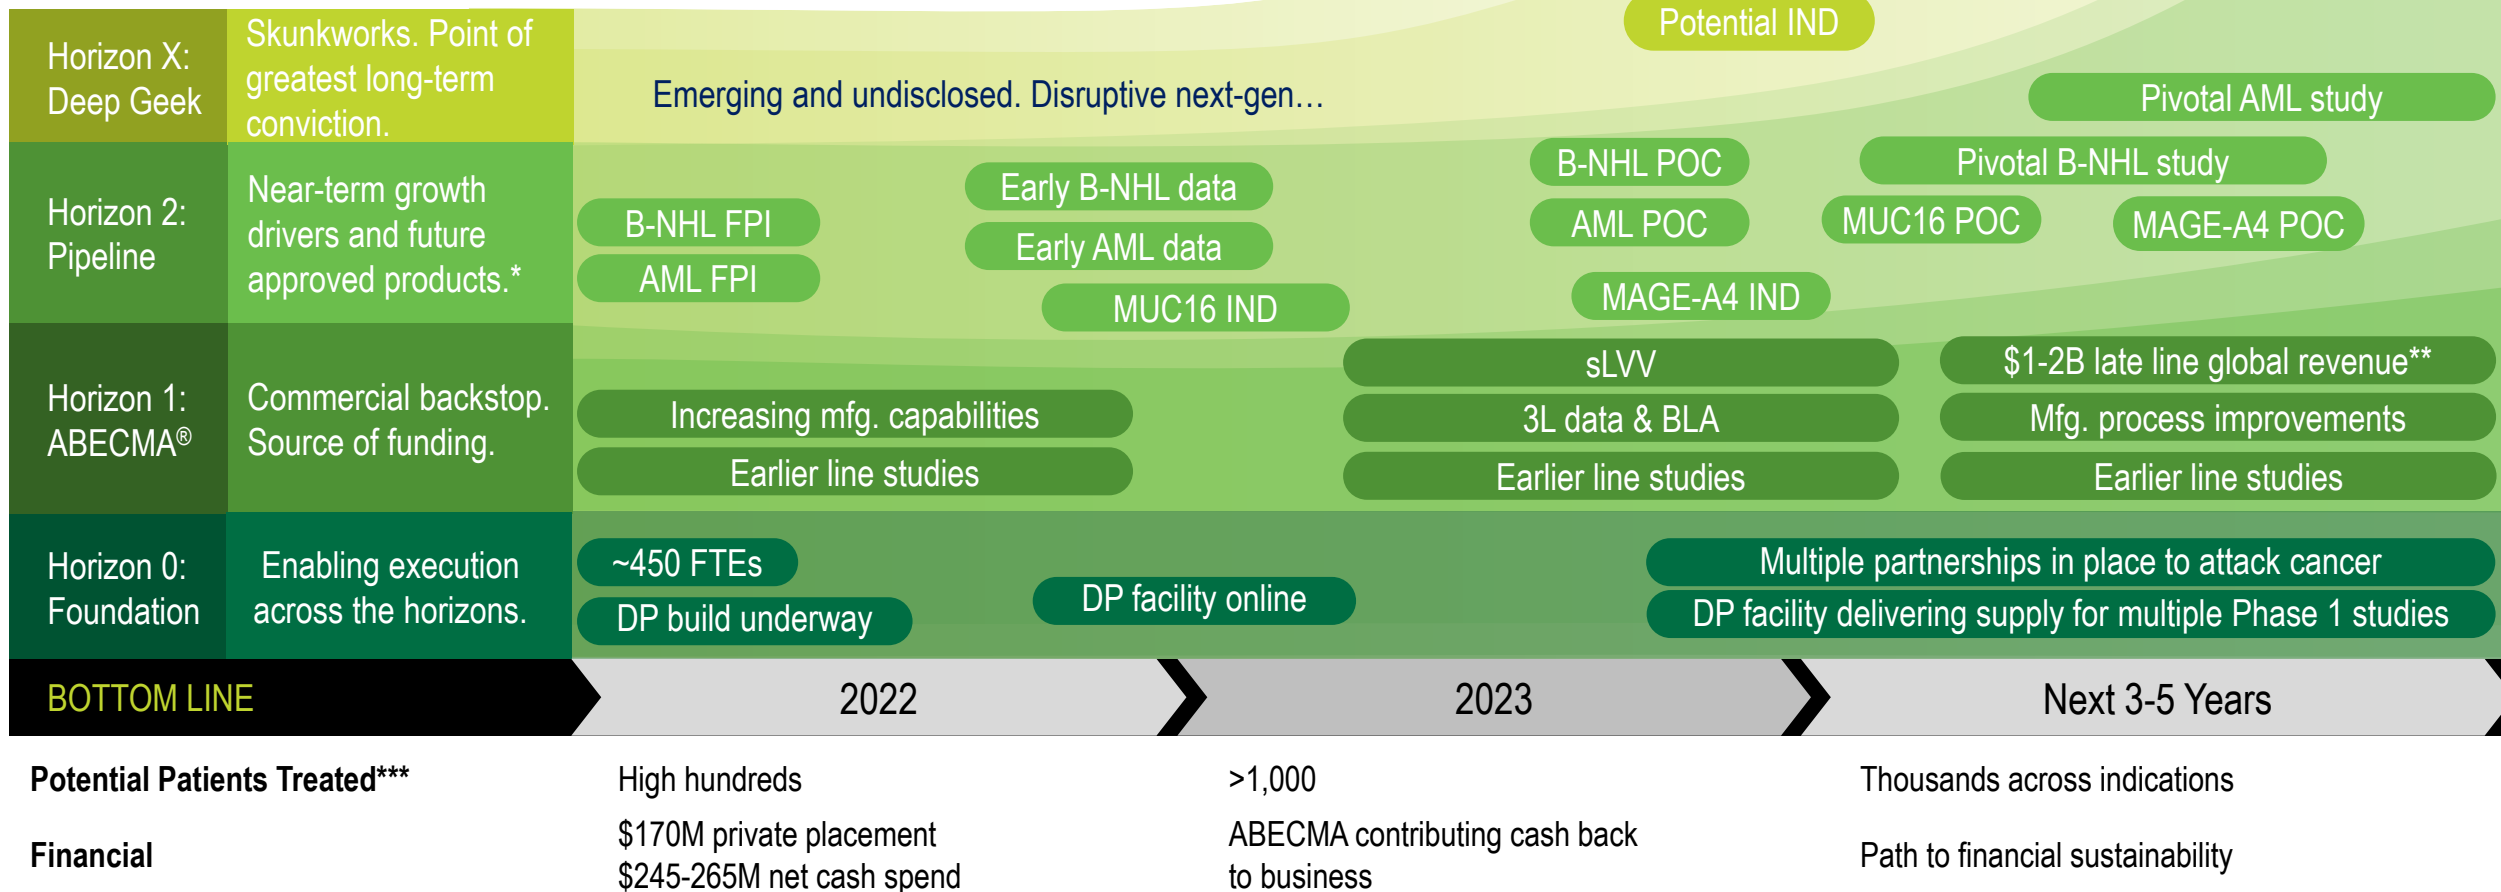 Horizon X:
Deep Geek
Skunkworks. Point of
greatest long-term
conviction.
Emerging and undisclosed. Disruptive next-gen…
Potential IND
Pivotal AML study
Horizon 2:
Pipeline
Near-term growth
drivers and future
approved products.*
B-NHL FPI
AML FPI
Early B-NHL data
Early AML data
MUC16 IND
B-NHL POC
AML POC
MAGE-A4 IND
Pivotal B-NHL study
MUC16 POC
MAGE-A4 POC
Horizon 1:
ABECMA®
Commercial backstop.
Source of funding.
Increasing mfg. capabilities
Earlier line studies
sLVV
3L data & BLA
Earlier line studies
$1-2B late line global revenue**
Mfg. process improvements
Earlier line studies
Horizon 0:
Foundation
Enabling execution
across the horizons.
~450 FTEs
DP build underway
DP facility online
Multiple partnerships in place to attack cancer
DP facility delivering supply for multiple Phase 1 studies
BOTTOM LINE
2022
2023
Next 3-5 Years
Potential Patients Treated***
High hundreds
>1,000
Thousands across indications
Financial
$170M private placement
$245-265M net cash spend
ABECMA contributing cash back
to business
Path to financial sustainability